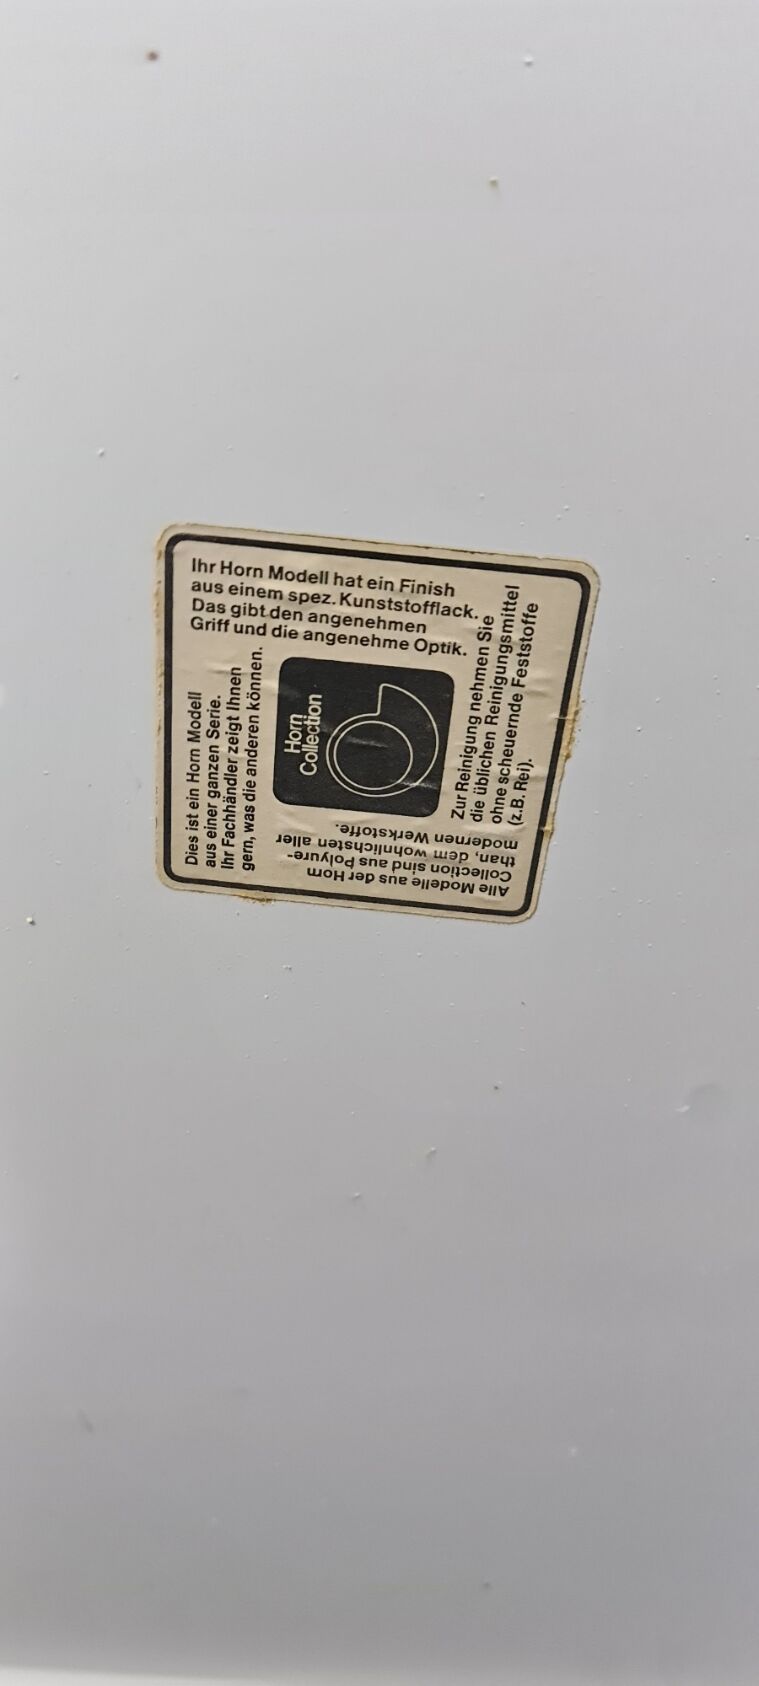 Ihr Horn Modell hat ein Finish
aus einem spez. Kunststofflack.
Das gibt den angenehmen
Griff und die angenehme Optik.
Zur Reinigung nehmen Sie
die üblichen Reinigungsmittel
ohne scheuernde Feststoffe
(z.B. Rei).
Alle Modelle aus der Horn
Collection sind aus Polyure-
than, dem wohnlichsten aller
modernen Werkstoffe.
Dies ist ein Horn Modell
aus einer ganzen Serie.
Ihr Fachhändler zeigt Ihnen
gern, was die anderen können.
Horn
Collection